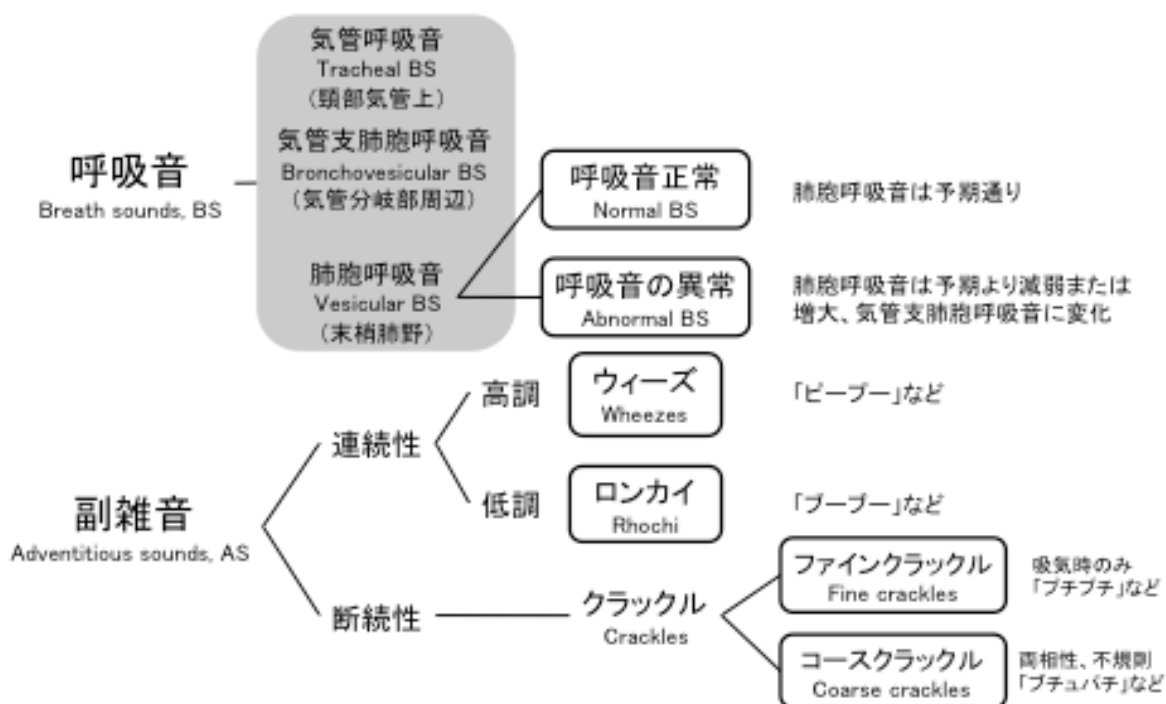 気管呼吸音
Tracheal BS
(頸部気管上)
気管支肺胞呼吸音
Bronchovesicular BS
(気管分岐部周辺)
呼吸音
Breath sounds, BS
呼吸音正常
Normal BS
肺胞呼吸音は予期通り
肺胞呼吸音
Vesicular BS
(末梢肺野)
呼吸音の異常
Abnormal BS
肺胞呼吸音は予期より減弱または
増大、気管支肺胞呼吸音に変化
副雑音
Adventitious sounds, AS
連続性
高調
ウィーズ
Wheezes
「ピープー」など
低調
ロンカイ
Rhochi
「ブーブー」など
断続性
クラックル
Crackles
ファインクラックル
Fine crackles
吸気時のみ
「プチプチ」など
コースクラックル
Coarse crackles
両相性、不規則
「ブチュバチ」など